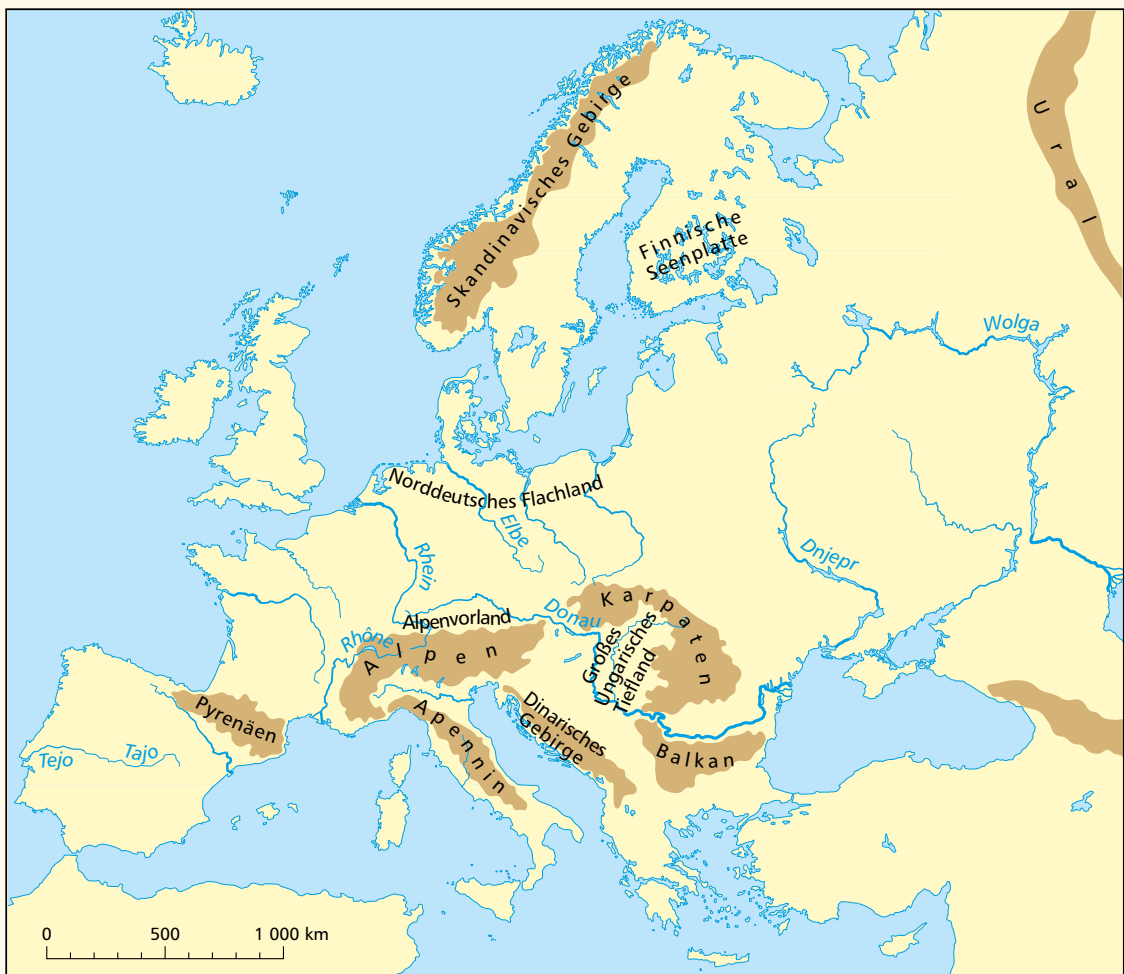 Skandinavisches Gebirge
Ural
Finnische
Seenplatte
Wolga
Norddeutsches Flachland
Elbe
Rhein
Dnjepr
Karpaten
Donau
Alpenvorland
Rhône
Alpen
Großes
Ungarisches
Tiefland
Pyrenäen
Apennin
Dinarisches
Gebirge
Balkan
Tejo
Tajo
0 500 1 000 km